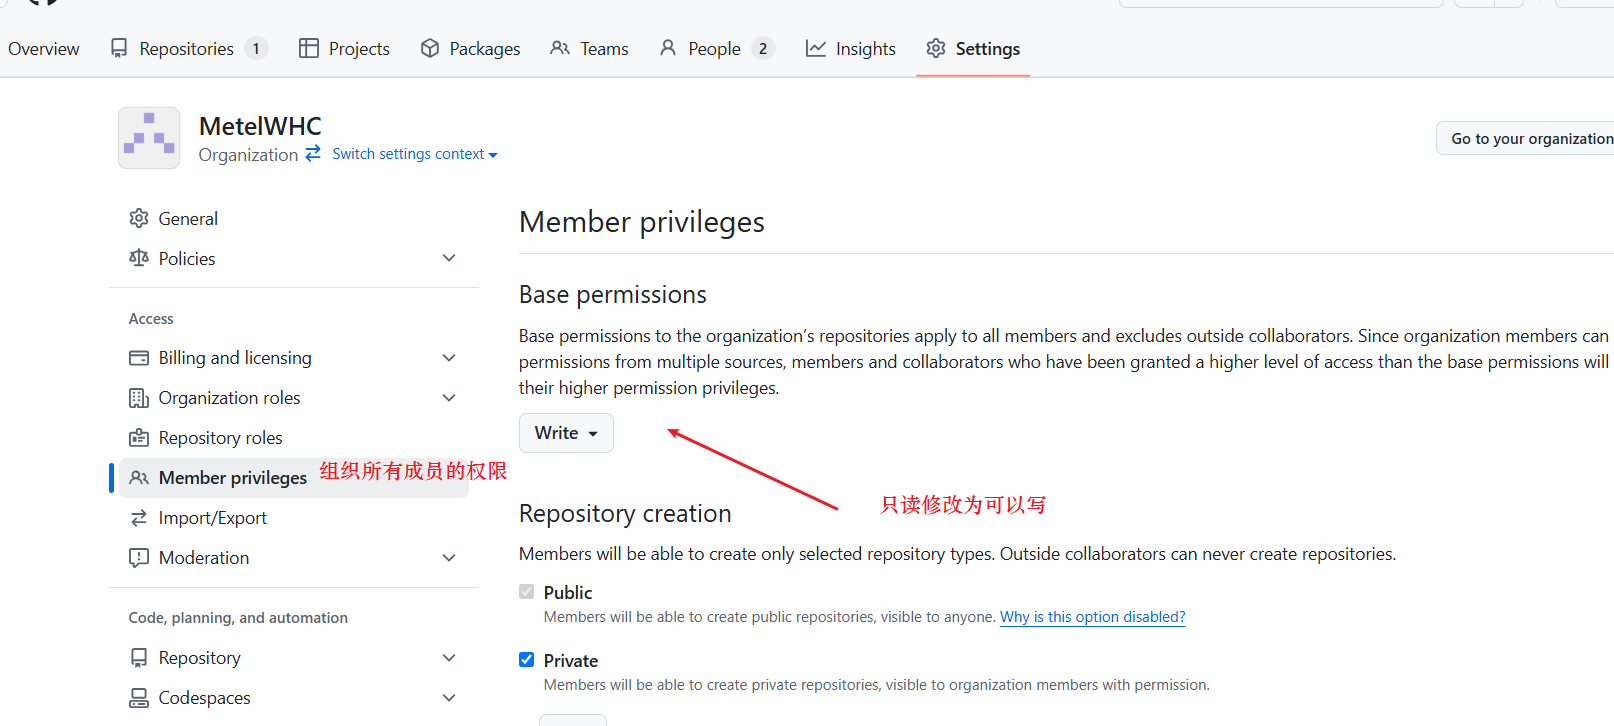 Overview Repositories 1 Projects Packages Teams People 2 Insights Settings
MetelWHC
Organization Switch settings context
Go to your organization
General
Policies
Access
Billing and licensing
Organization roles
Repository roles
Member privileges 组织所有成员的权限
Import/Export
Moderation
Code, planning, and automation
Repository
Codespaces
Member privileges
Base permissions
Base permissions to the organization’s repositories apply to all members and excludes outside collaborators. Since organization members can
permissions from multiple sources, members and collaborators who have been granted a higher level of access than the base permissions will
their higher permission privileges.
Write
只读修改为可以写
Repository creation
Members will be able to create only selected repository types. Outside collaborators can never create repositories.
Public
Members will be able to create public repositories, visible to anyone. Why is this option disabled?
Private
Members will be able to create private repositories, visible to organization members with permission.